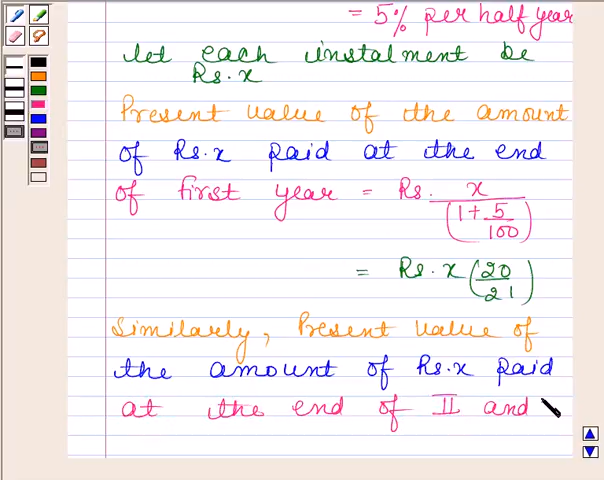 = 5% per half year
let each instalment be
Rs. x
Present value of the amount
of Rs. x paid at the end
of first year = Rs. x / (1 + 5/100)
= Rs. x (20/21)
Similarly, Present value of
the amount of Rs. x paid
at the end of II and